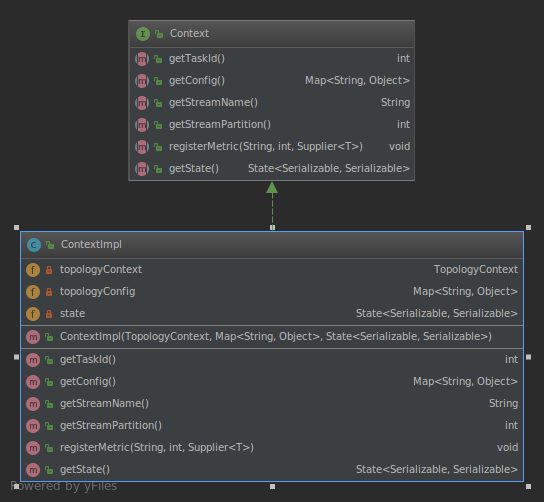 I Context
m getTaskId() int
m getConfig() Map<String, Object>
m getStreamName() String
m getStreamPartition() int
m registerMetric(String, int, Supplier<T>) void
m getState() State<Serializable, Serializable>
C ContextImpl
f topologyContext TopologyContext
f topologyConfig Map<String, Object>
f state State<Serializable, Serializable>
m ContextImpl(TopologyContext, Map<String, Object>, State<Serializable, Serializable>)
m getTaskId() int
m getConfig() Map<String, Object>
m getStreamName() String
m getStreamPartition() int
m registerMetric(String, int, Supplier<T>) void
m getState() State<Serializable, Serializable>
Powered by yFiles